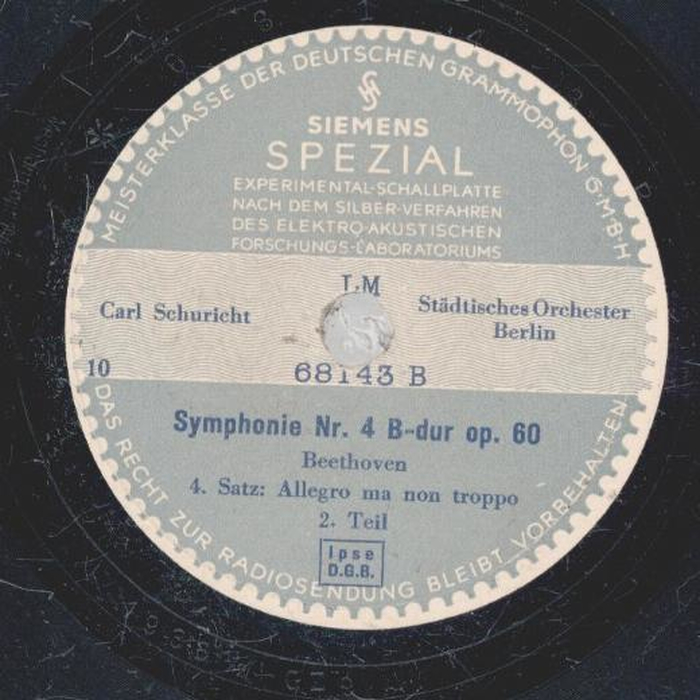 MEISTERKLASSE DER DEUTSCHEN GRAMMOPHON G·M·B·H
SIEMENS
SPEZIAL
EXPERIMENTAL-SCHALLPLATTE
NACH DEM SILBER-VERFAHREN
DES ELEKTRO-AKUSTISCHEN
FORSCHUNGS-LABORATORIUMS
LM
Carl Schuricht
Städtisches Orchester
Berlin
10
68143 B
Symphonie Nr. 4 B-dur op. 60
Beethoven
4. Satz: Allegro ma non troppo
2. Teil
Ipse
D.G.B.
DAS RECHT ZUR RADIOSENDUNG BLEIBT VORBEHALTEN